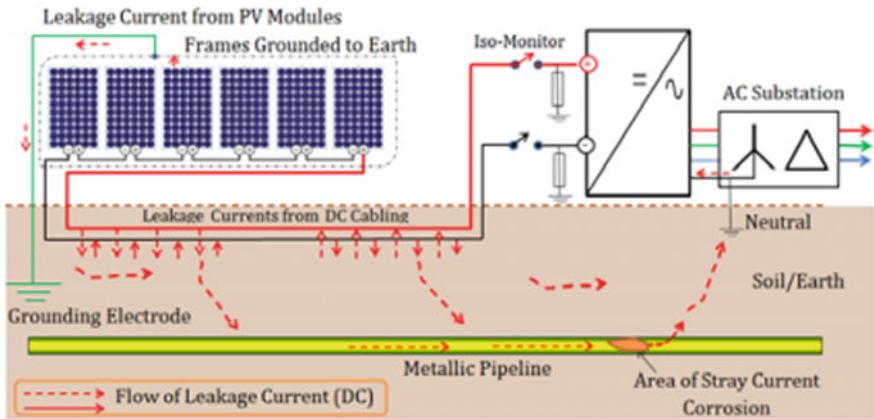 Leakage Current from PV Modules
Frames Grounded to Earth
Iso-Monitor
AC Substation
Leakage Currents from DC Cabling
Neutral
Soil/Earth
Grounding Electrode
Metallic Pipeline
Area of Stray Current
Corrosion
Flow of Leakage Current (DC)